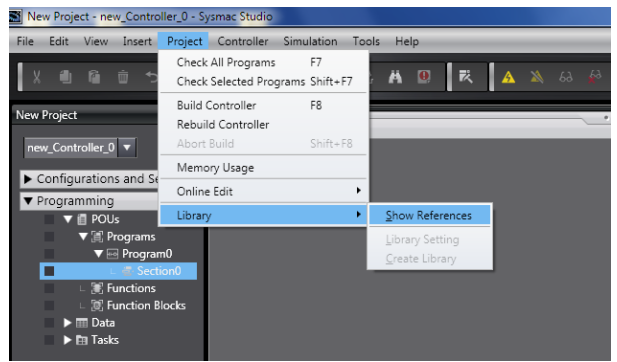 New Project - new_Controller_0 - Sysmac Studio
File Edit View Insert Project Controller Simulation Tools Help
Check All Programs F7
Check Selected Programs Shift+F7
Build Controller F8
Rebuild Controller
Abort Build Shift+F8
Memory Usage
Online Edit
Library
Show References
Library Setting
Create Library
New Project
new_Controller_0
Configurations and Se
Programming
POUs
Programs
Program0
Section0
Functions
Function Blocks
Data
Tasks